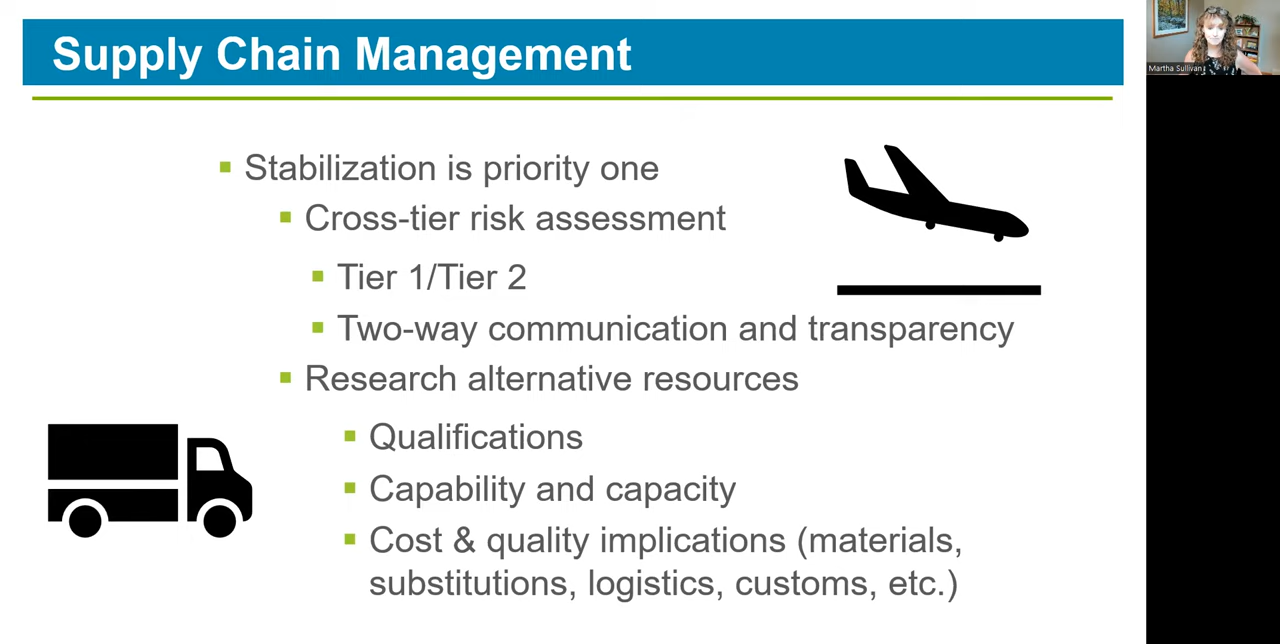 Supply Chain Management
Martha Sullivan
▪ Stabilization is priority one
▪ Cross-tier risk assessment
▪ Tier 1/Tier 2
▪ Two-way communication and transparency
▪ Research alternative resources
▪ Qualifications
▪ Capability and capacity
▪ Cost & quality implications (materials,
substitutions, logistics, customs, etc.)